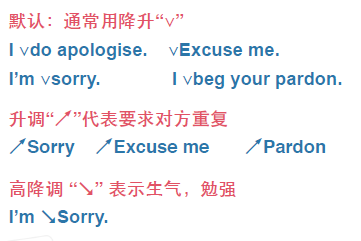 默认：通常用降升“∨”
I ∨do apologise. ∨Excuse me.
I’m ∨sorry. I ∨beg your pardon.
升调“↗”代表要求对方重复
↗Sorry ↗Excuse me ↗Pardon
高降调 “↘” 表示生气，勉强
I’m ↘Sorry.